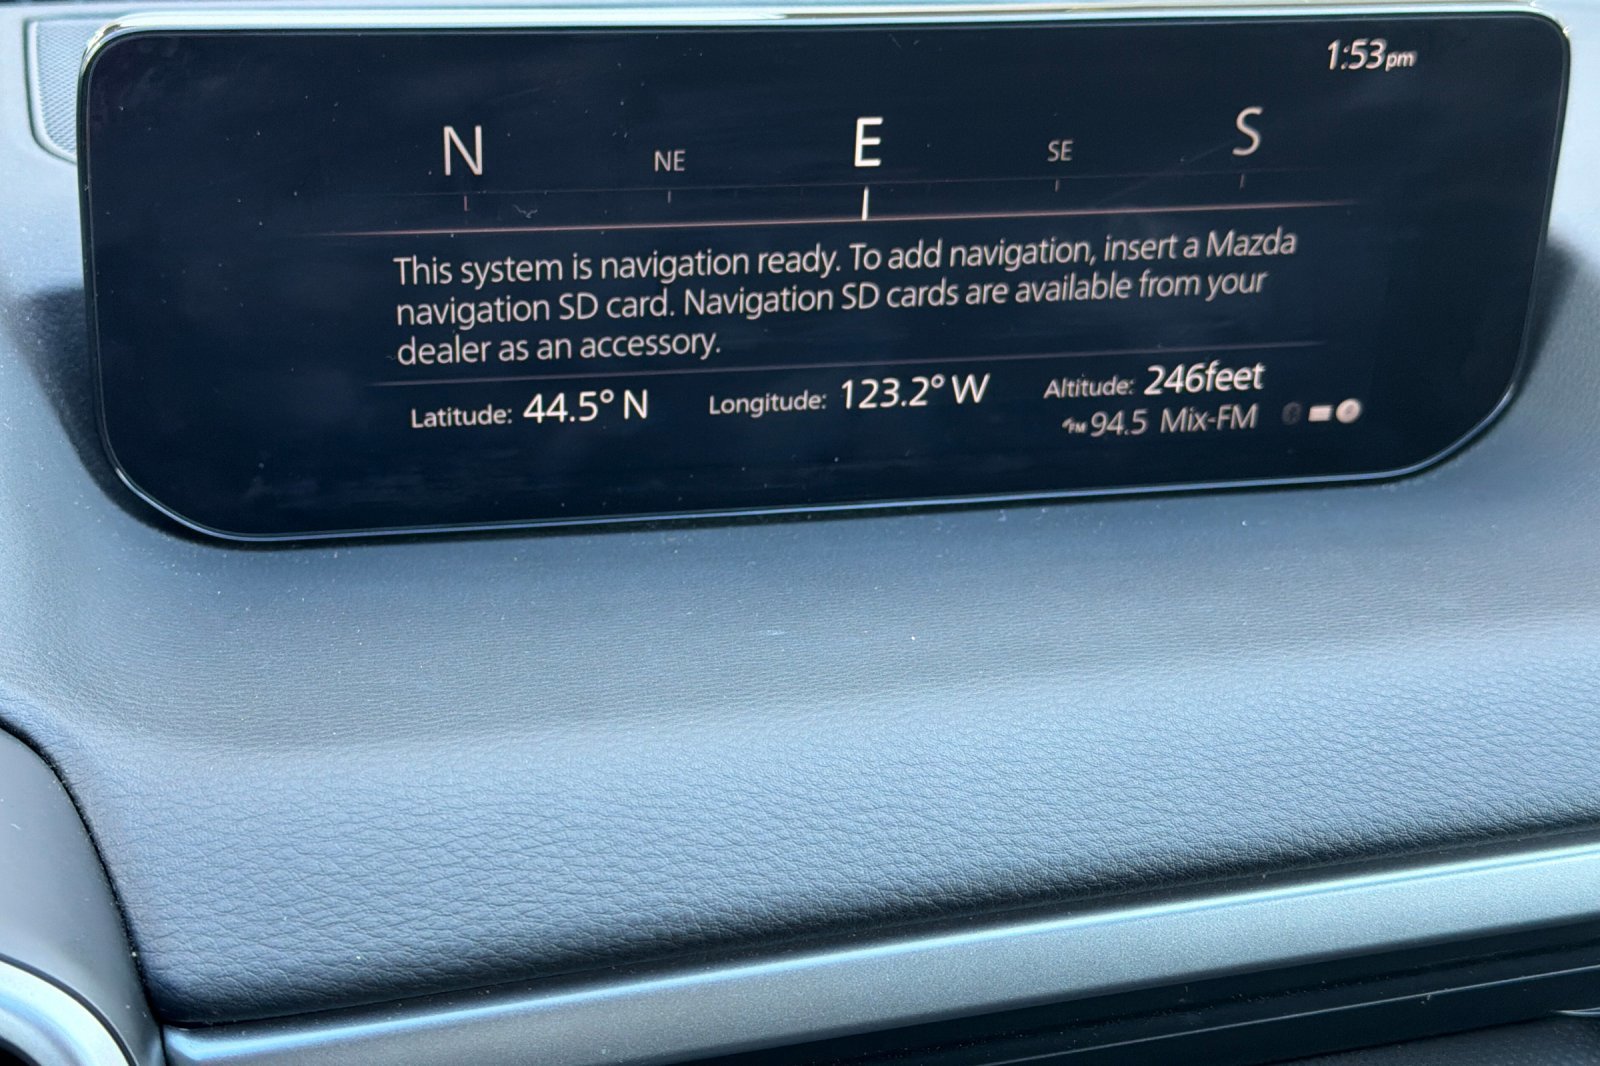 1:53pm
N NE E SE S
This system is navigation ready. To add navigation, insert a Mazda
navigation SD card. Navigation SD cards are available from your
dealer as an accessory.
Latitude: 44.5° N Longitude: 123.2° W Altitude: 246feet
FM 94.5 Mix-FM